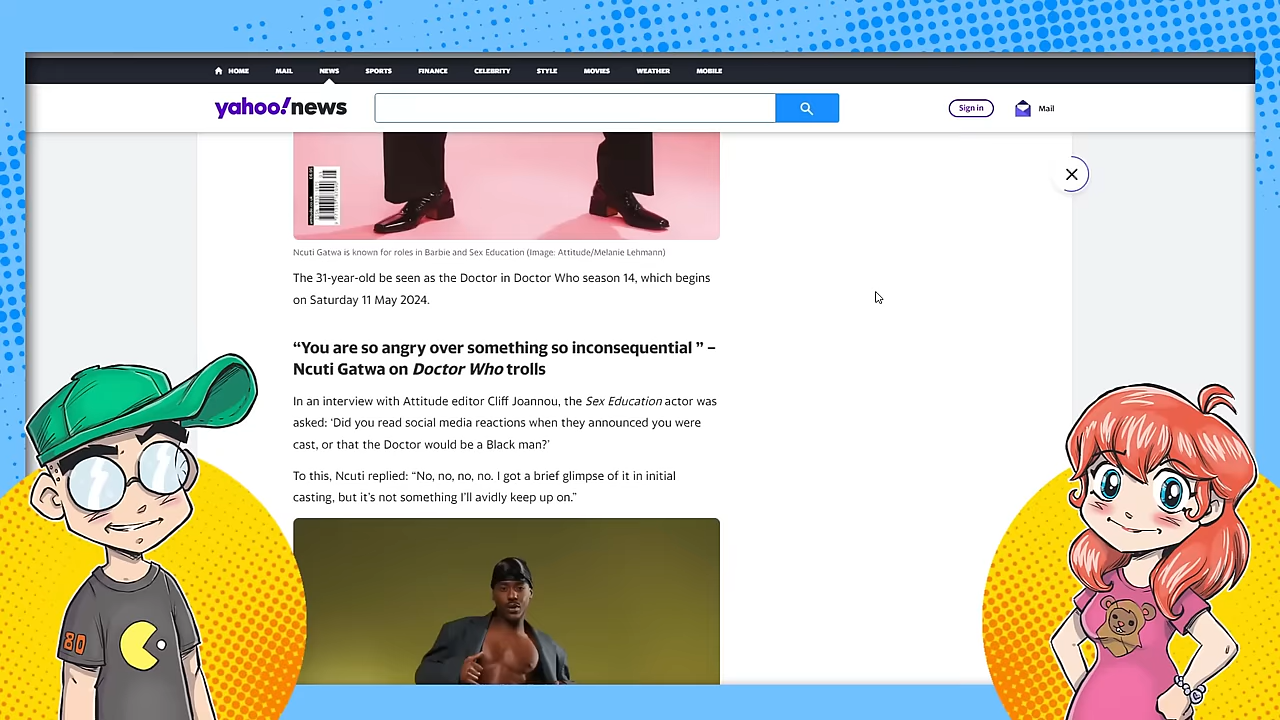 HOME MAIL NEWS SPORTS FINANCE CELEBRITY STYLE MOVIES WEATHER MOBILE
yahoo!news
Sign in
Mail
Ncuti Gatwa is known for roles in Barbie and Sex Education (Image: Attitude/Melanie Lehmann)
The 31-year-old be seen as the Doctor in Doctor Who season 14, which begins
on Saturday 11 May 2024.
“You are so angry over something so inconsequential ” –
Ncuti Gatwa on Doctor Who trolls
In an interview with Attitude editor Cliff Joannou, the Sex Education actor was
asked: ‘Did you read social media reactions when they announced you were
cast, or that the Doctor would be a Black man?’
To this, Ncuti replied: “No, no, no, no. I got a brief glimpse of it in initial
casting, but it’s not something I’ll avidly keep up on.”
80